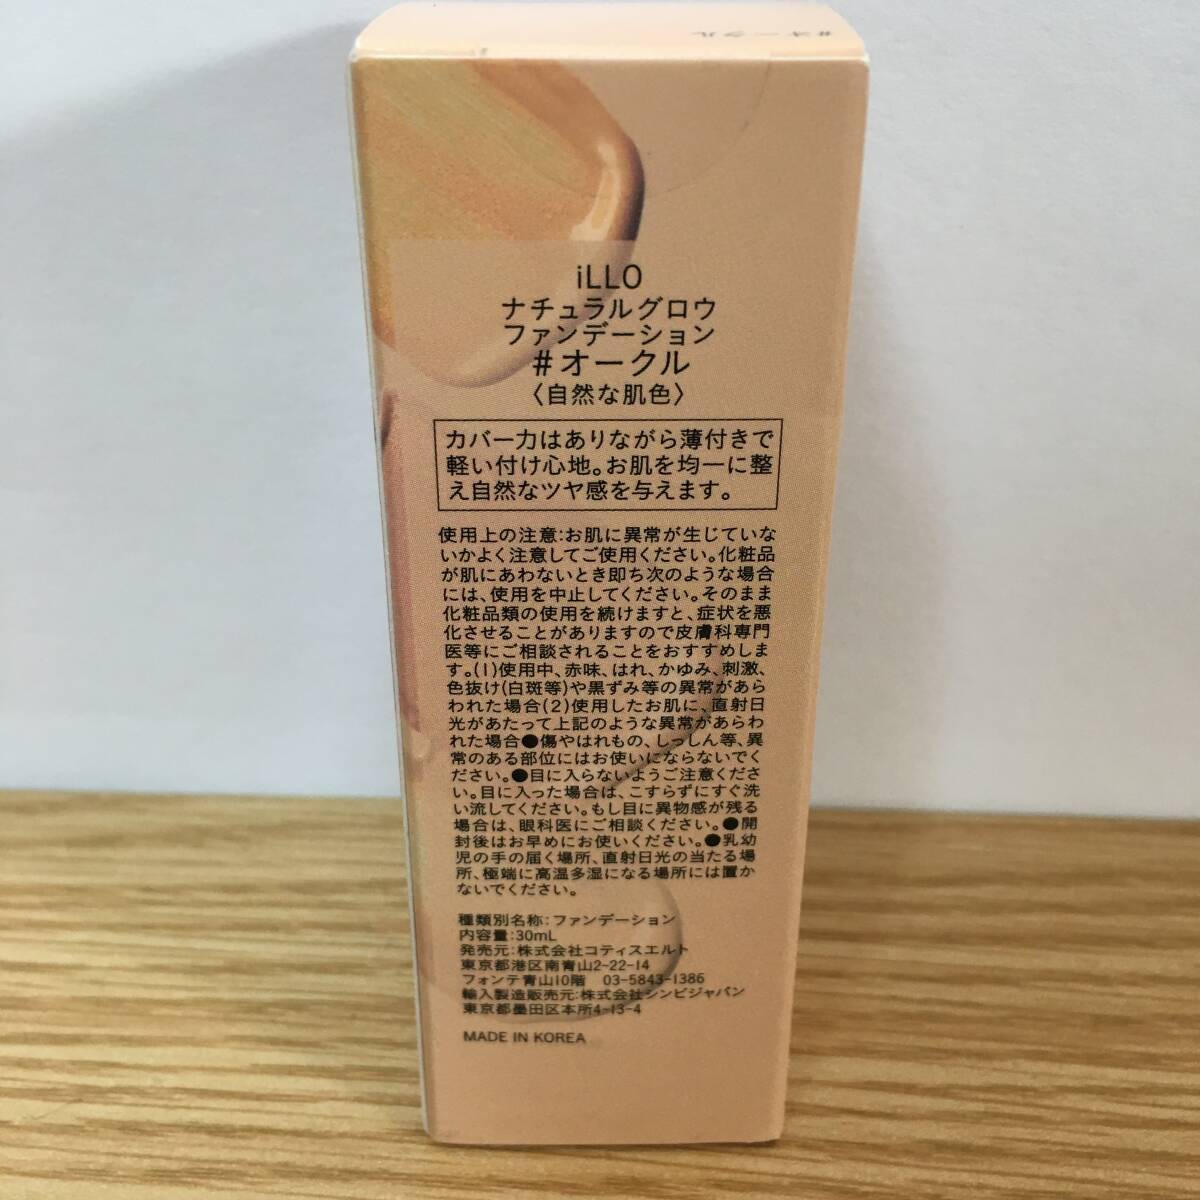 #オークル
iLLO
ナチュラルグロウ
ファンデーション
#オークル
〈自然な肌色〉
カバー力はありながら薄付きで
軽い付け心地。お肌を均一に整
え自然なツヤ感を与えます。
使用上の注意:お肌に異常が生じていな
いかよく注意してご使用ください。化粧品
が肌にあわないとき即ち次のような場合
には、使用を中止してください。そのまま
化粧品類の使用を続けますと、症状を悪
化させることがありますので皮膚科専門
医等にご相談されることをおすすめしま
す。(1)使用中、赤味、はれ、かゆみ、刺激、
色抜け(白斑等)や黒ずみ等の異常があら
われた場合(2)使用したお肌に、直射日
光があたって上記のような異常があらわ
れた場合●傷やはれもの、しっしん等、異
常のある部位にはお使いにならないでく
ださい。●目に入らないようご注意くださ
い。目に入った場合は、こすらずにすぐ洗
い流してください。もし目に異物感が残る
場合は、眼科医にご相談ください。●開
封後はお早めにお使いください。●乳幼
児の手の届く場所、直射日光の当たる場
所、極端に高温多湿になる場所には置か
ないでください。
種類別名称:ファンデーション
内容量:30mL
発売元:株式会社コティスエルト
東京都港区南青山2-22-14
フォンテ青山10階 03-5843-1386
輸入製造販売元:株式会社シンビジャパン
東京都墨田区本所4-13-4
MADE IN KOREA